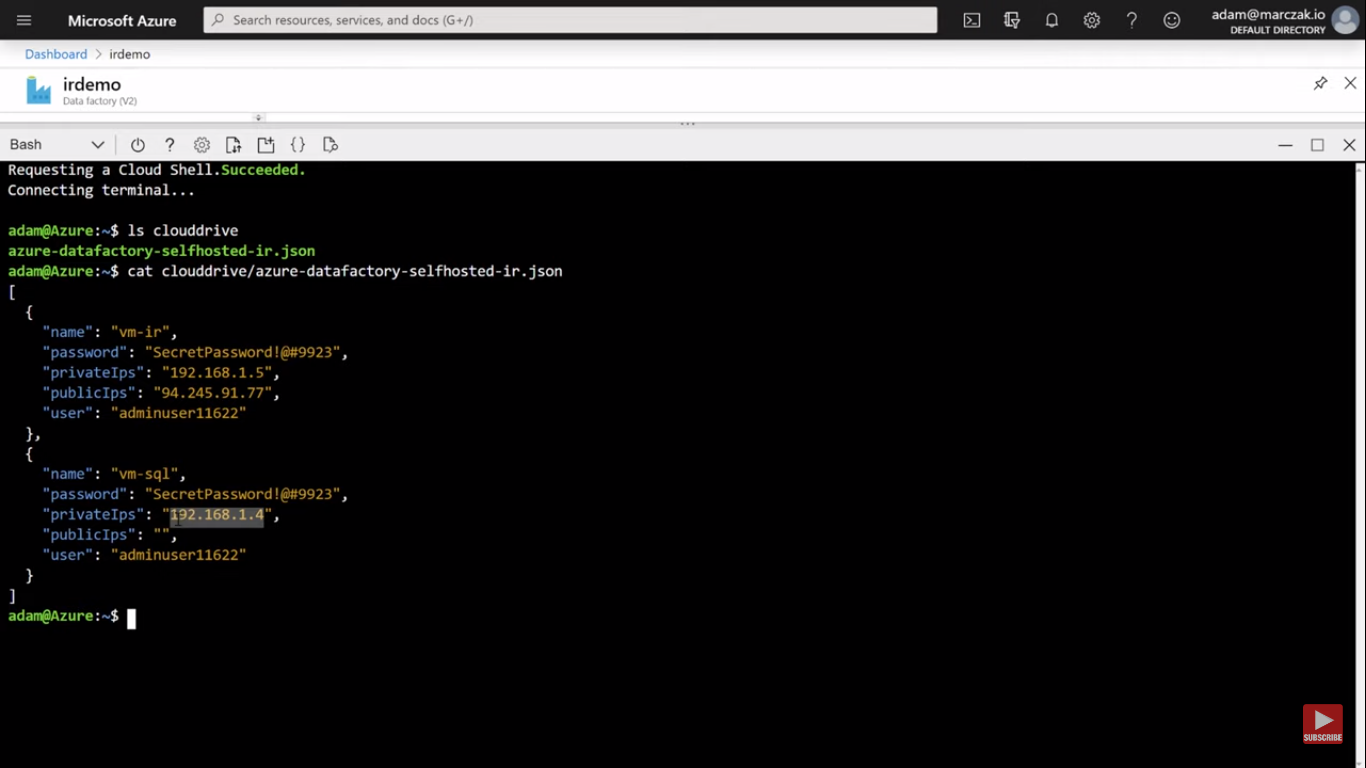 Microsoft Azure
Search resources, services, and docs (G+/)
adam@marczak.io
DEFAULT DIRECTORY
Dashboard > irdemo
irdemo
Data factory (V2)
Bash
Requesting a Cloud Shell.Succeeded.
Connecting terminal...
adam@Azure:~$ ls clouddrive
azure-datafactory-selfhosted-ir.json
adam@Azure:~$ cat clouddrive/azure-datafactory-selfhosted-ir.json
[
  {
    "name": "vm-ir",
    "password": "SecretPassword!@#9923",
    "privateIps": "192.168.1.5",
    "publicIps": "94.245.91.77",
    "user": "adminuser11622"
  },
  {
    "name": "vm-sql",
    "password": "SecretPassword!@#9923",
    "privateIps": "192.168.1.4",
    "publicIps": "",
    "user": "adminuser11622"
  }
]
adam@Azure:~$
SUBSCRIBE